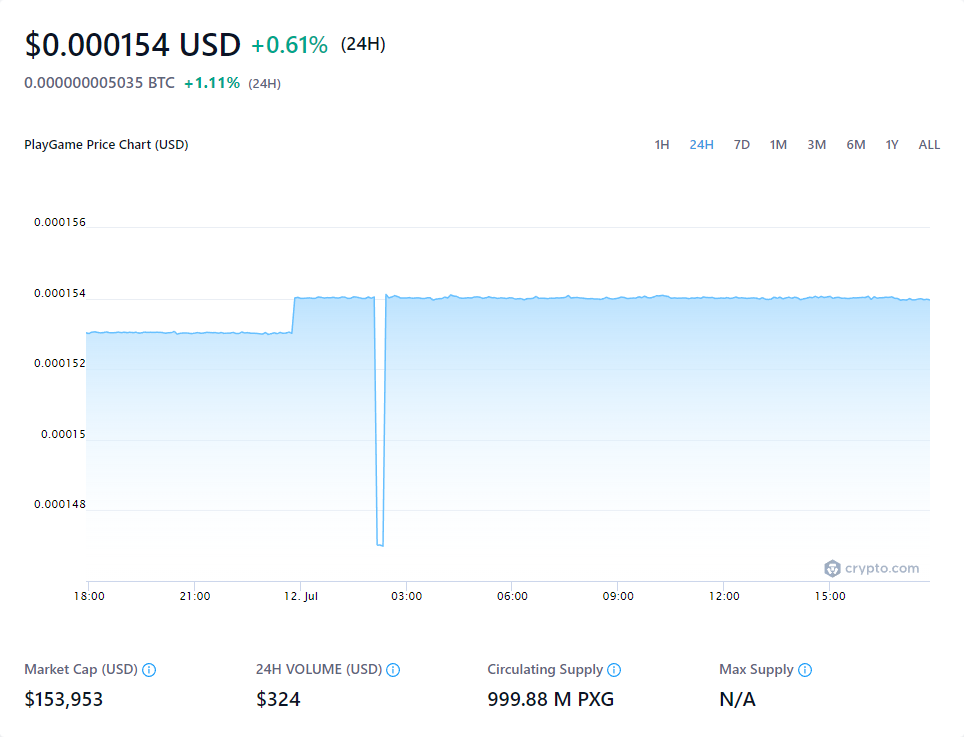 $0.000154 USD +0.61% (24H)
0.000000005035 BTC +1.11% (24H)
PlayGame Price Chart (USD) 1H 24H 7D 1M 3M 6M 1Y ALL
0.000156
0.000154
0.000152
0.00015
0.000148
crypto.com
18:00 21:00 12. Jul 03:00 06:00 09:00 12:00 15:00
Market Cap (USD) 24H VOLUME (USD) Circulating Supply Max Supply
$153,953 $324 999.88 M PXG N/A